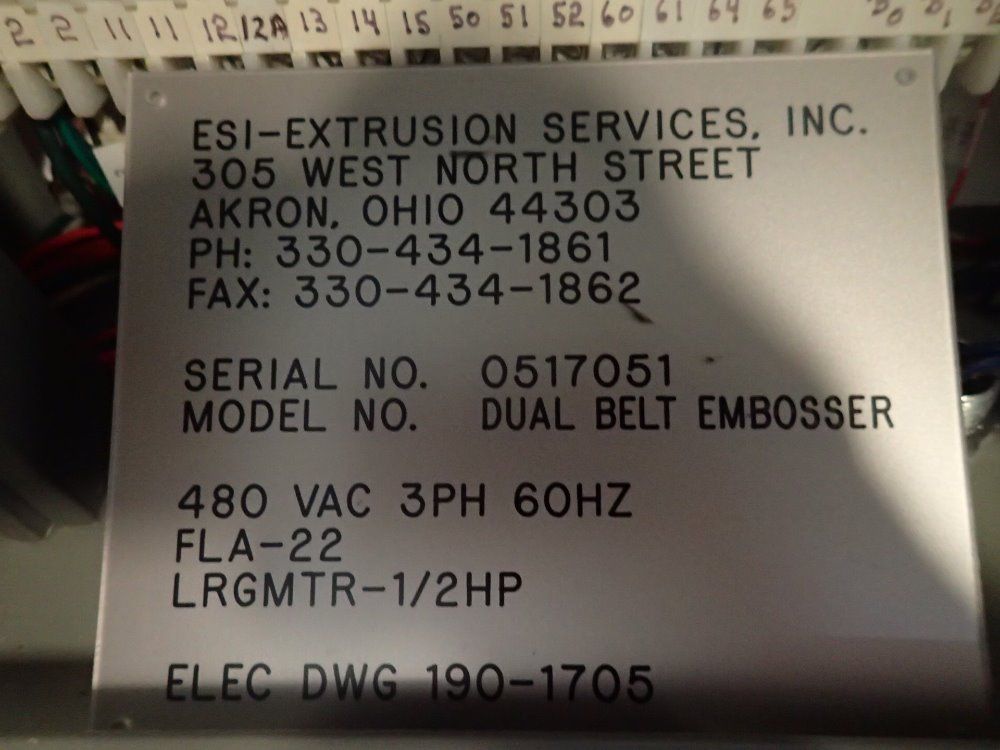 2 2 11 11 12 12A 13 14 15 50 51 52 60 61 64 65
ESI-EXTRUSION SERVICES, INC.
305 WEST NORTH STREET
AKRON, OHIO 44303
PH: 330-434-1861
FAX: 330-434-1862
SERIAL NO. 0517051
MODEL NO. DUAL BELT EMBOSSER
480 VAC 3PH 60HZ
FLA-22
LRGMTR-1/2HP
ELEC DWG 190-1705